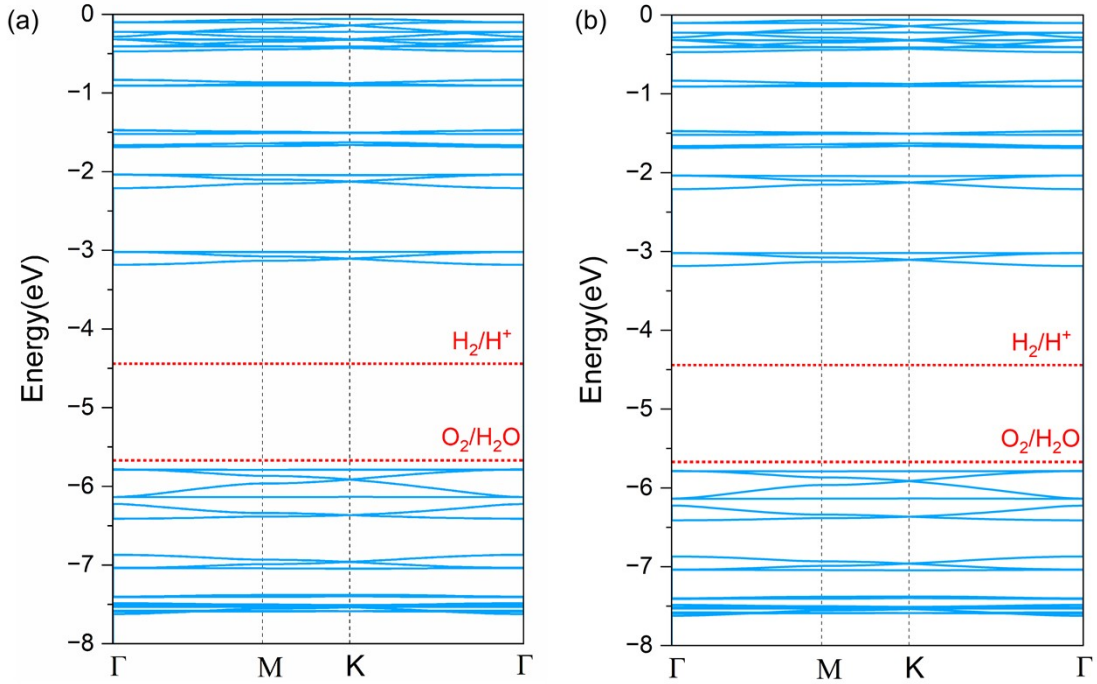 (a)
Energy(eV)
0
−1
−2
−3
−4
−5
−6
−7
−8
H₂/H⁺
O₂/H₂O
Γ M K Γ
(b)
Energy(eV)
0
−1
−2
−3
−4
−5
−6
−7
−8
H₂/H⁺
O₂/H₂O
Γ M K Γ